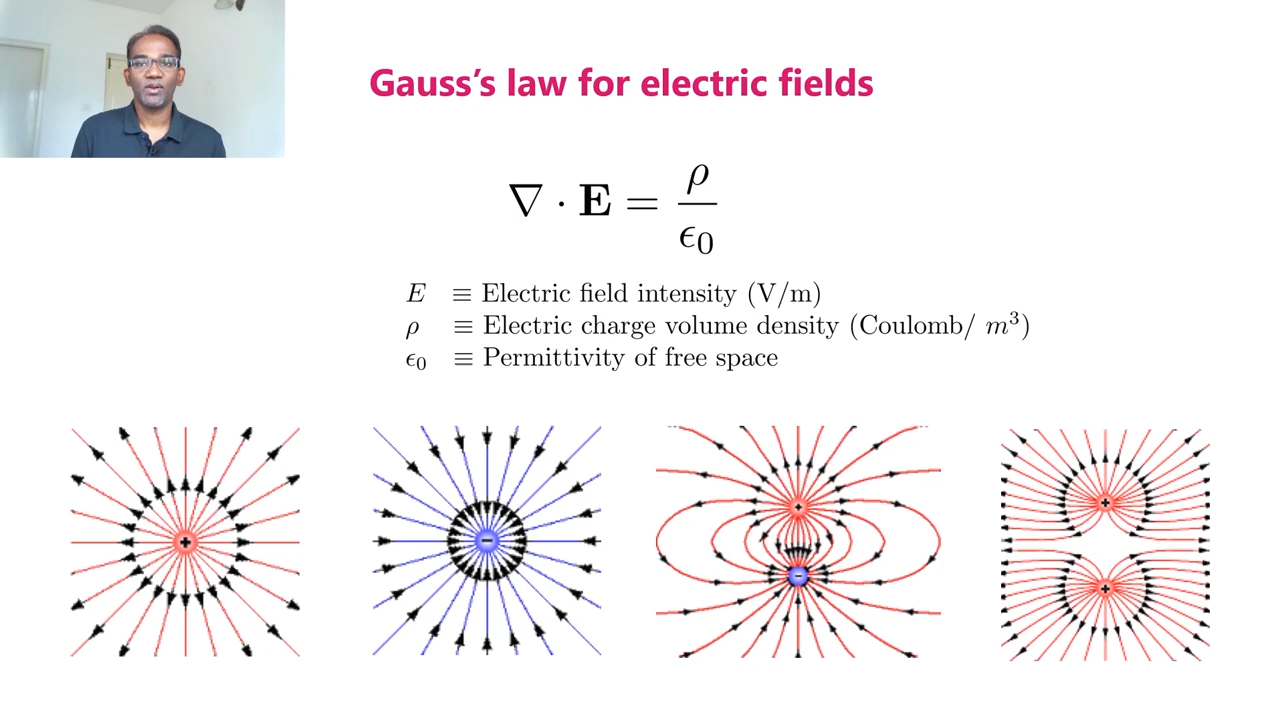 Gauss's law for electric fields
∇ · E = ρ/ϵ₀
E ≡ Electric field intensity (V/m)
ρ ≡ Electric charge volume density (Coulomb/ m³)
ϵ₀ ≡ Permittivity of free space
+ - + +
- +